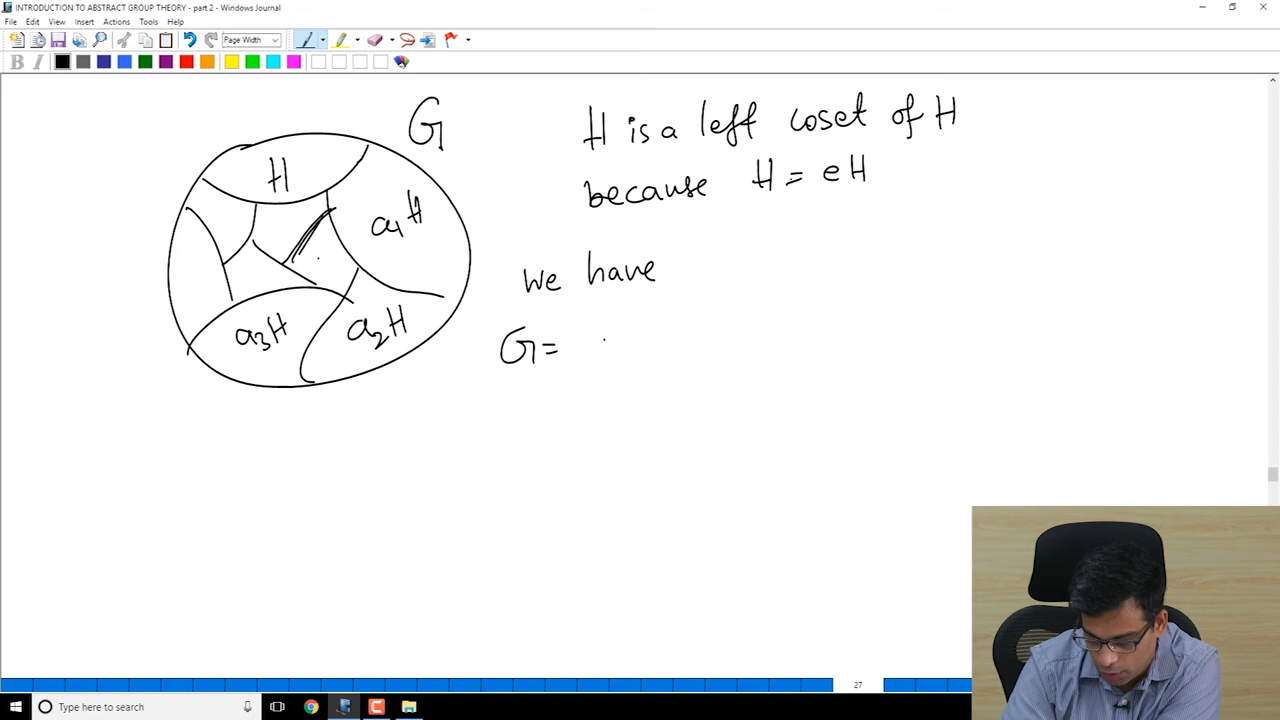 INTRODUCTION TO ABSTRACT GROUP THEORY - part 2 - Windows Journal
File Edit View Insert Actions Tools Help
Page Width
B I
G
H is a left coset of H
because H = eH
H
a₁H
we have
a₃H a₂H
G =
27
Type here to search